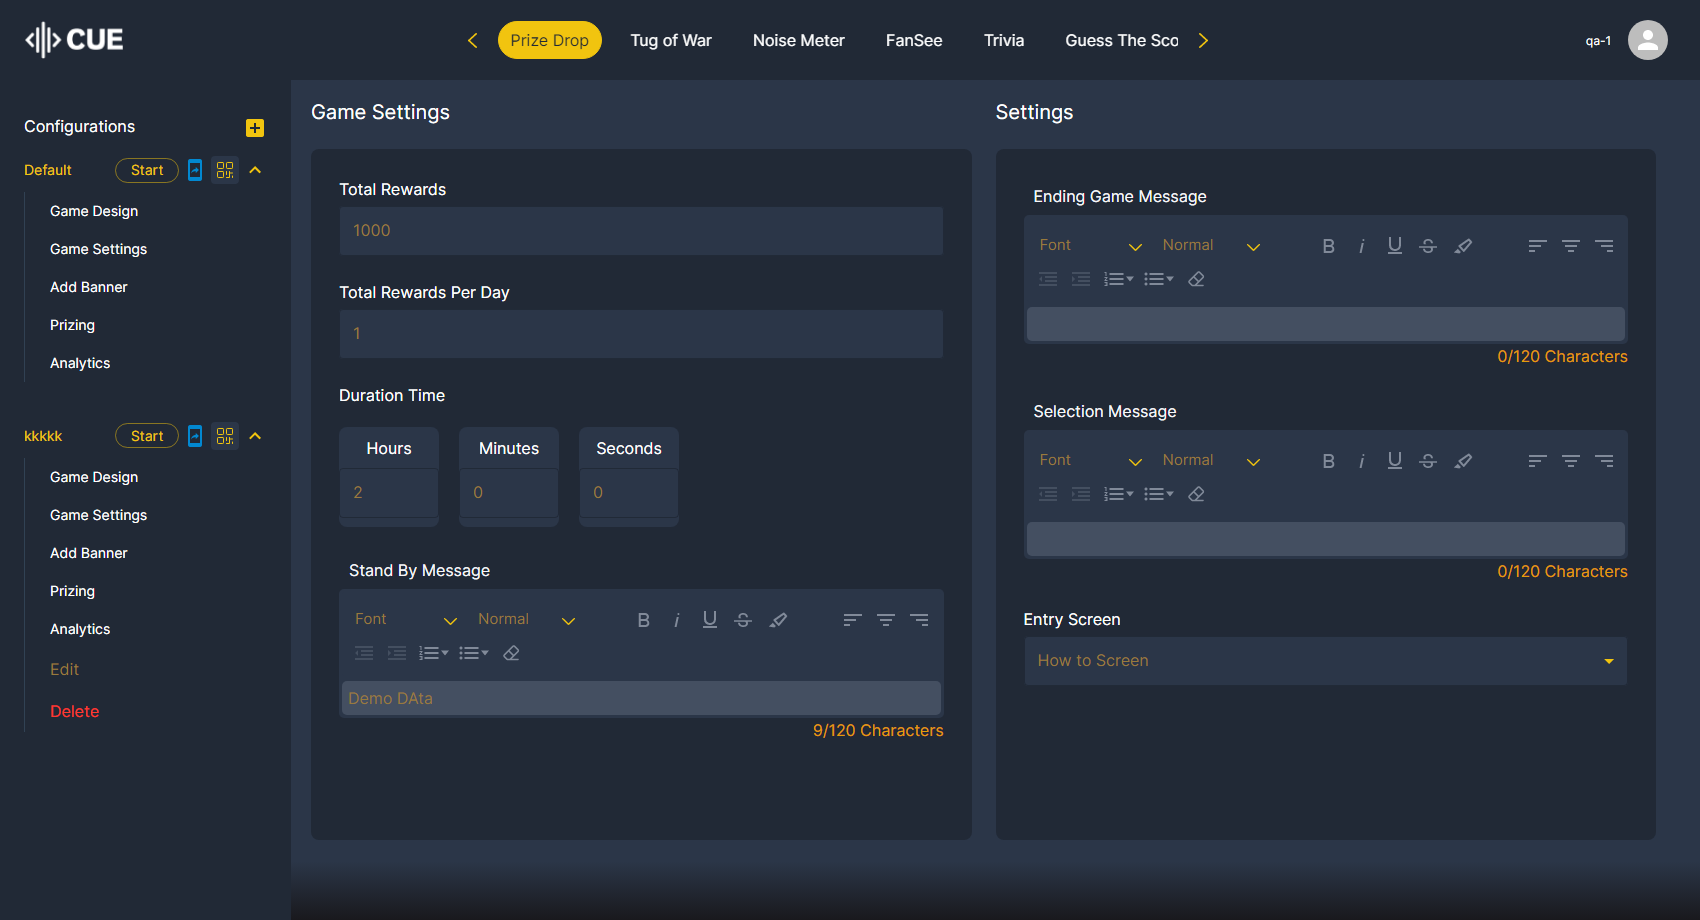 CUE
Prize Drop
Tug of War
Noise Meter
FanSee
Trivia
Guess The Sco
qa-1
Configurations
Default
Start
Game Design
Game Settings
Add Banner
Prizing
Analytics
kkkkk
Start
Game Design
Game Settings
Add Banner
Prizing
Analytics
Edit
Delete
Game Settings
Total Rewards
1000
Total Rewards Per Day
1
Duration Time
Hours
Minutes
Seconds
2
0
0
Stand By Message
Font
Normal
B i U S
Demo DAta
9/120 Characters
Settings
Ending Game Message
Font
Normal
B i U S
0/120 Characters
Selection Message
Font
Normal
B i U S
0/120 Characters
Entry Screen
How to Screen